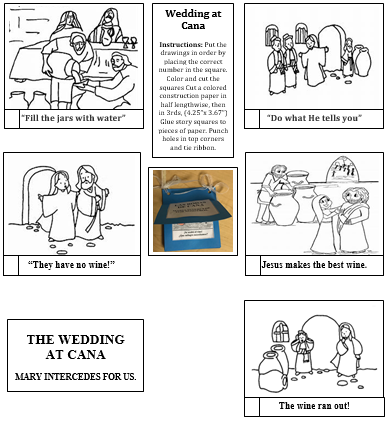 "Fill the jars with water"
Wedding at
Cana
Instructions: Put the
drawings in order by
placing the correct
number in the square.
Color and cut the
squares Cut a colored
construction paper in
half lengthwise, then
in 3rds, (4.25"x 3.67")
Glue story squares to
pieces of paper. Punch
holes in top corners
and tie ribbon.
"Do what He tells you"
"They have no wine!"
Jesus makes the best wine.
THE WEDDING
AT CANA
MARY INTERCEDES FOR US.
The wine ran out!